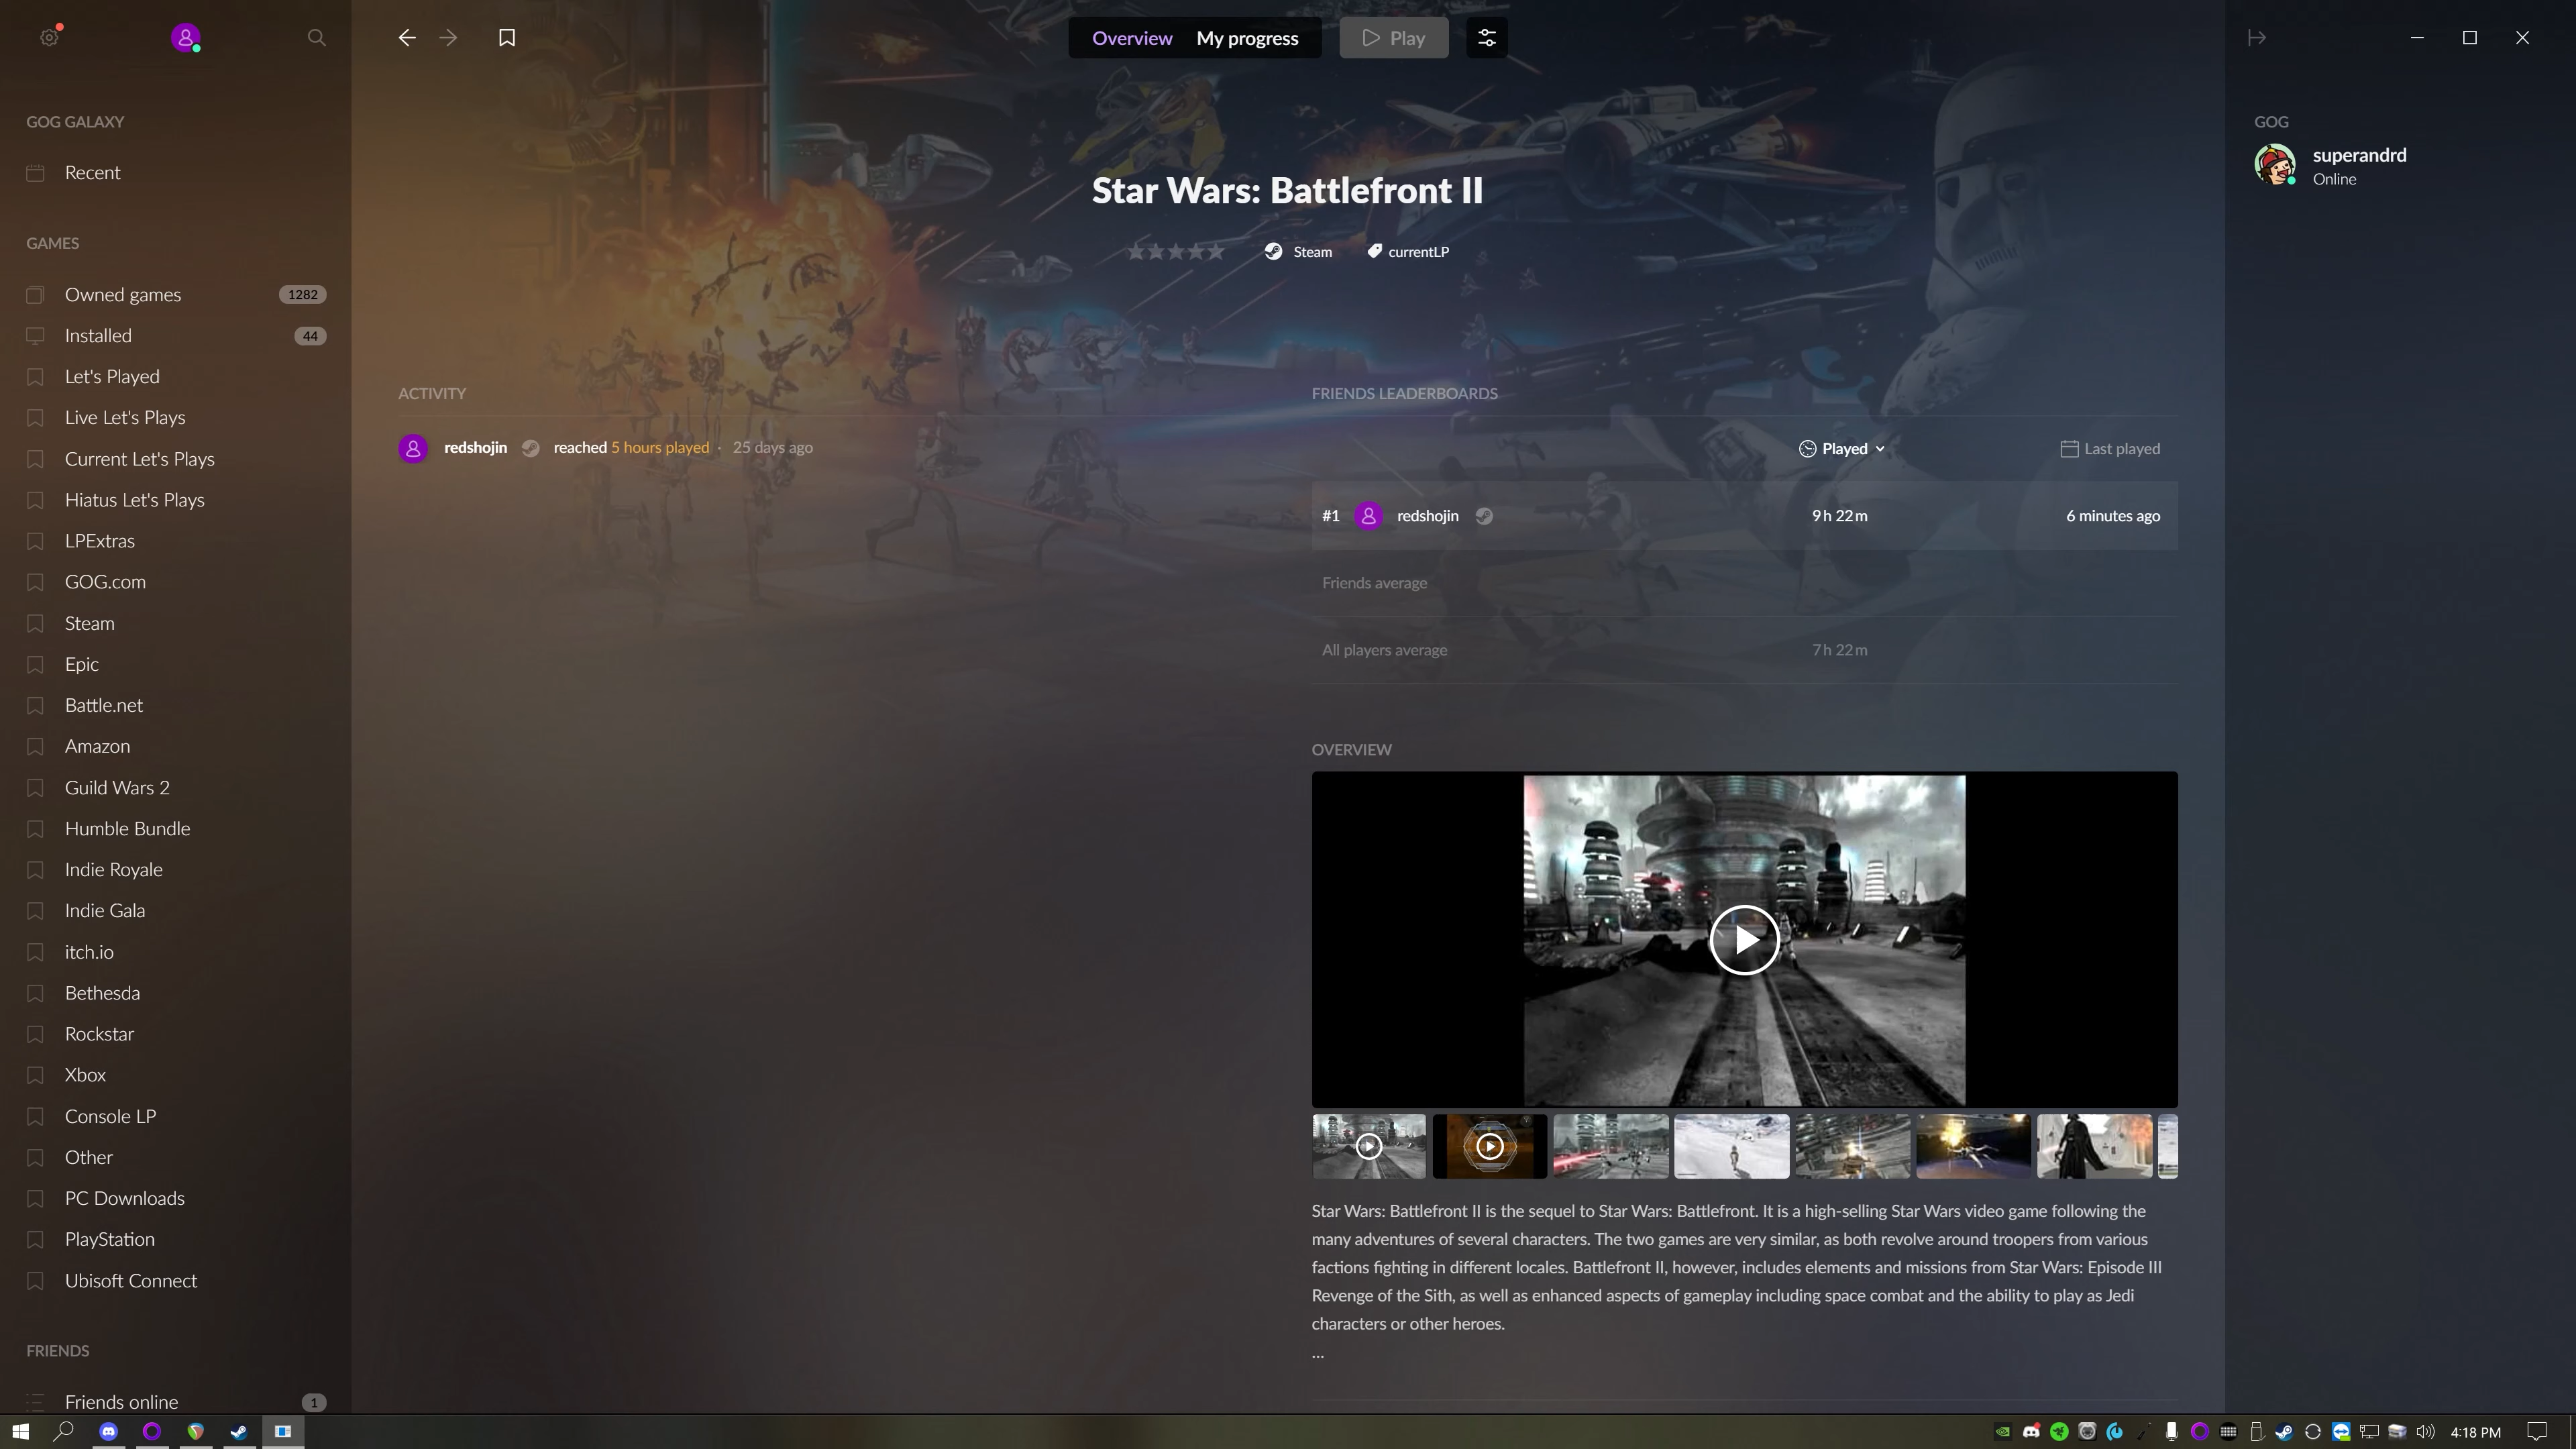 Overview
My progress
Play
GOG GALAXY
Recent
GAMES
Owned games
1282
Installed
44
Let's Played
Live Let's Plays
Current Let's Plays
Hiatus Let's Plays
LPExtras
GOG.com
Steam
Epic
Battle.net
Amazon
Guild Wars 2
Humble Bundle
Indie Royale
Indie Gala
itch.io
Bethesda
Rockstar
Xbox
Console LP
Other
PC Downloads
PlayStation
Ubisoft Connect
FRIENDS
Friends online
1
Star Wars: Battlefront II
Steam
currentLP
ACTIVITY
redshojin reached 5 hours played · 25 days ago
FRIENDS LEADERBOARDS
Played
Last played
#1 redshojin 9 h 22 m 6 minutes ago
Friends average
All players average 7 h 22 m
OVERVIEW
Star Wars: Battlefront II is the sequel to Star Wars: Battlefront. It is a high-selling Star Wars video game following the
many adventures of several characters. The two games are very similar, as both revolve around troopers from various
factions fighting in different locales. Battlefront II, however, includes elements and missions from Star Wars: Episode III
Revenge of the Sith, as well as enhanced aspects of gameplay including space combat and the ability to play as Jedi
characters or other heroes.
...
GOG
superandrd
Online
4:18 PM